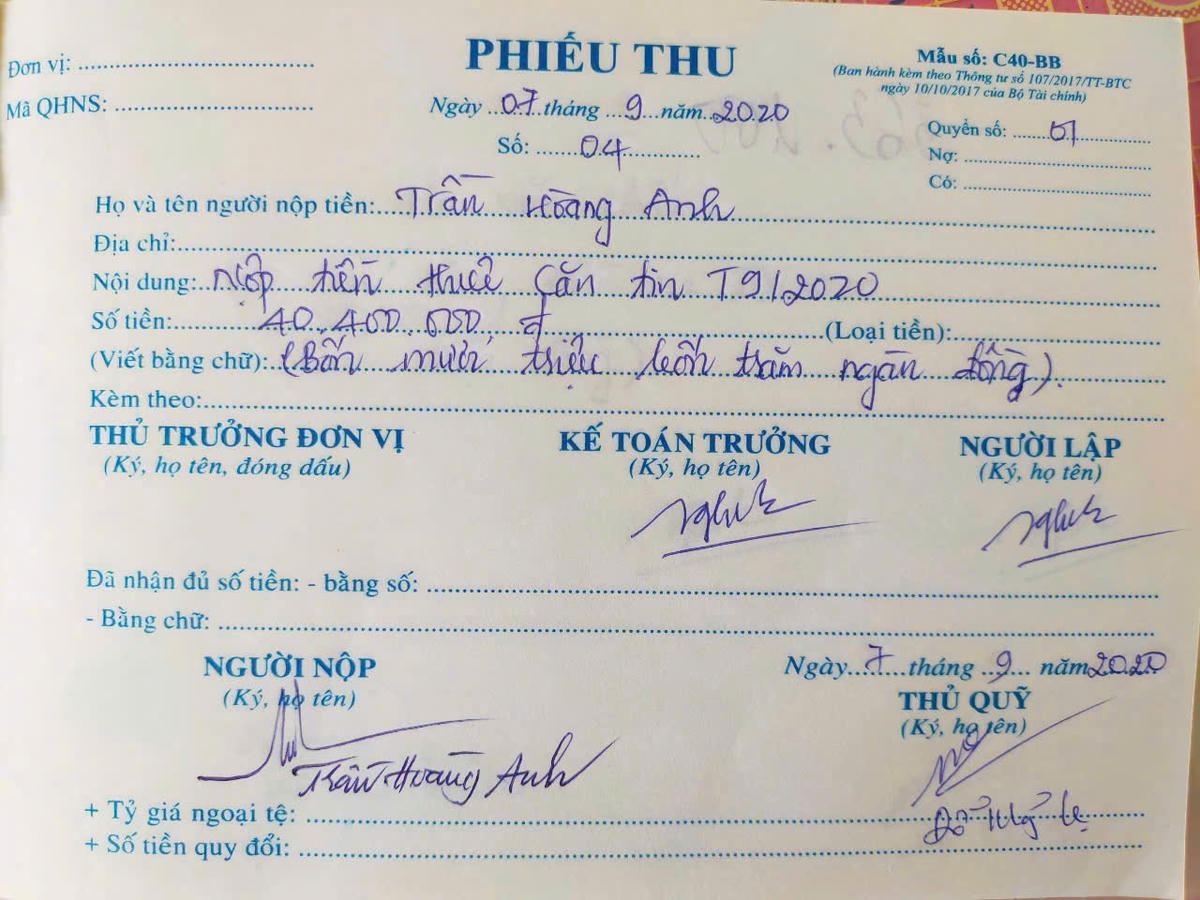 Đơn vị: ........................................
Mã QHNS: .................................
PHIẾU THU
Ngày 07 tháng 9 năm 2020
Số: 04
Mẫu số: C40-BB
(Ban hành kèm theo Thông tư số 107/2017/TT-BTC
ngày 10/10/2017 của Bộ Tài chính)
Quyển số: 01
Nợ: .................................
Có: .................................
Họ và tên người nộp tiền: Trần Hoàng Anh
Địa chỉ: .................................
Nội dung: Nộp tiền thuê Căn tin T9/2020
Số tiền: 40.400.000 đ (Loại tiền): .................................
(Viết bằng chữ): (Bốn mươi triệu bốn trăm ngàn đồng).
Kèm theo: .................................
THỦ TRƯỞNG ĐƠN VỊ KẾ TOÁN TRƯỞNG NGƯỜI LẬP
(Ký, họ tên, đóng dấu) (Ký, họ tên) (Ký, họ tên)
Đã nhận đủ số tiền: - bằng số: .................................
- Bằng chữ: .................................
Ngày 7 tháng 9 năm 2020
NGƯỜI NỘP THỦ QUỸ
(Ký, họ tên) (Ký, họ tên)
Trần Hoàng Anh
+ Tỷ giá ngoại tệ: .................................
+ Số tiền quy đổi: .................................